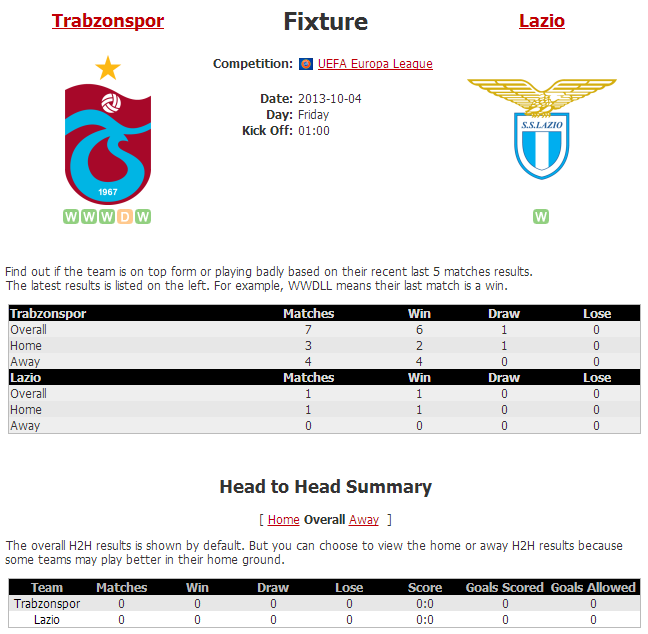 Trabzonspor Fixture Lazio
Competition: UEFA Europa League
Date: 2013-10-04
Day: Friday
Kick Off: 01:00
S.S.LAZIO
1967
W W W D W W
Find out if the team is on top form or playing badly based on their recent last 5 matches results.
The latest results is listed on the left. For example, WWDLL means their last match is a win.
Trabzonspor Matches Win Draw Lose
Overall 7 6 1 0
Home 3 2 1 0
Away 4 4 0 0
Lazio Matches Win Draw Lose
Overall 1 1 0 0
Home 1 1 0 0
Away 0 0 0 0
Head to Head Summary
[ Home Overall Away ]
The overall H2H results is shown by default. But you can choose to view the home or away H2H results because
some teams may play better in their home ground.
Team Matches Win Draw Lose Score Goals Scored Goals Allowed
Trabzonspor 0 0 0 0 0:0 0 0
Lazio 0 0 0 0 0:0 0 0